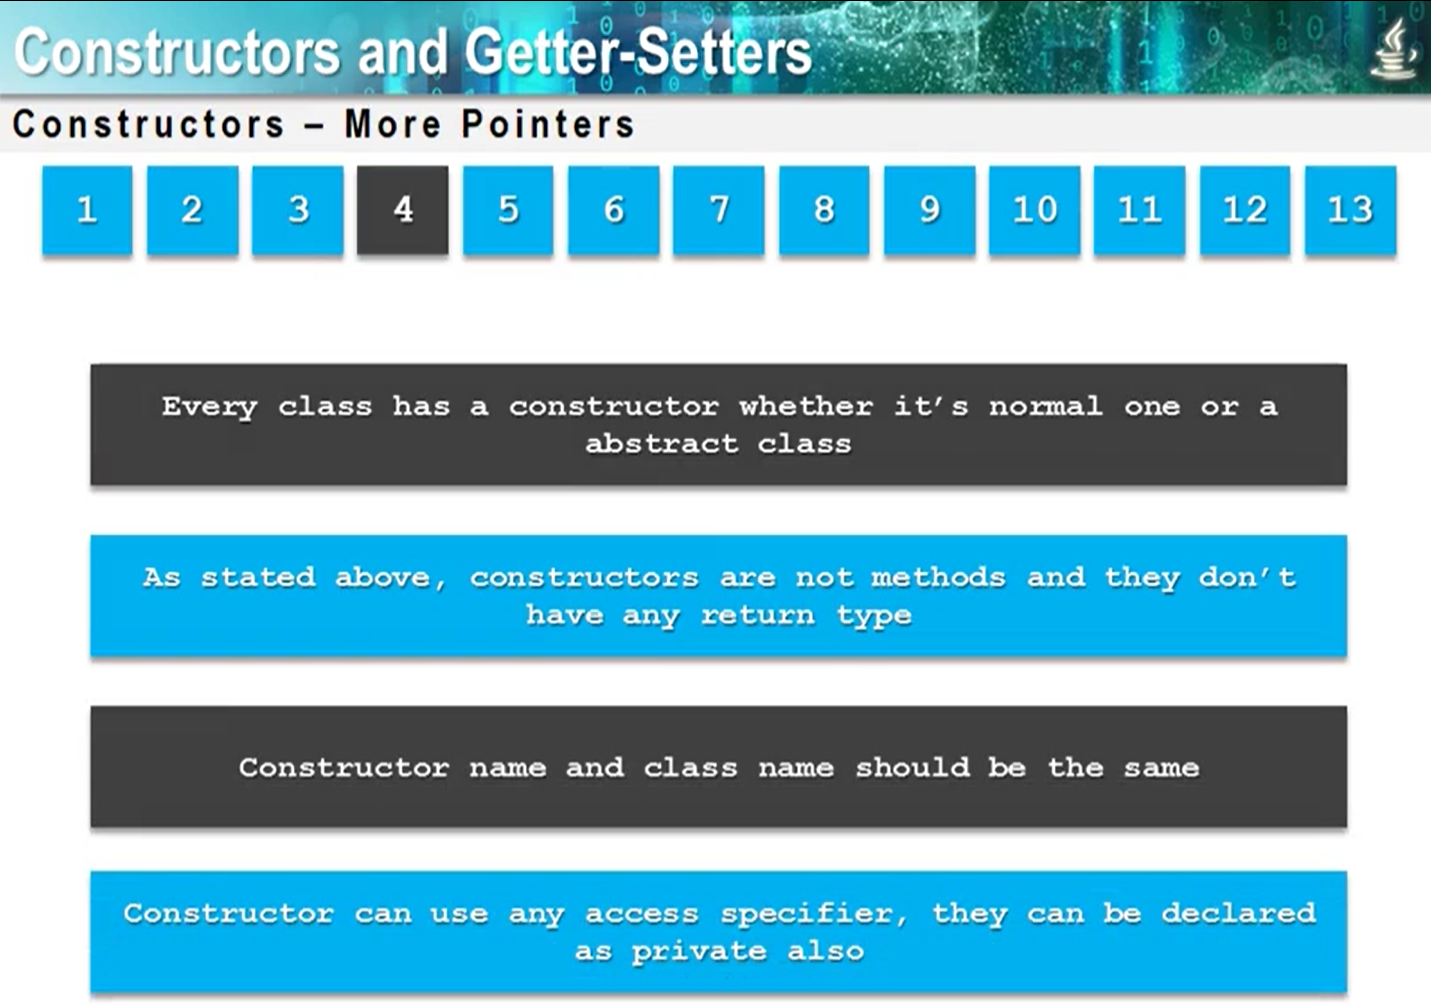 Constructors and Getter-Setters
Constructors – More Pointers
1 2 3 4 5 6 7 8 9 10 11 12 13
Every class has a constructor whether it’s normal one or a
abstract class
As stated above, constructors are not methods and they don’t
have any return type
Constructor name and class name should be the same
Constructor can use any access specifier, they can be declared
as private also